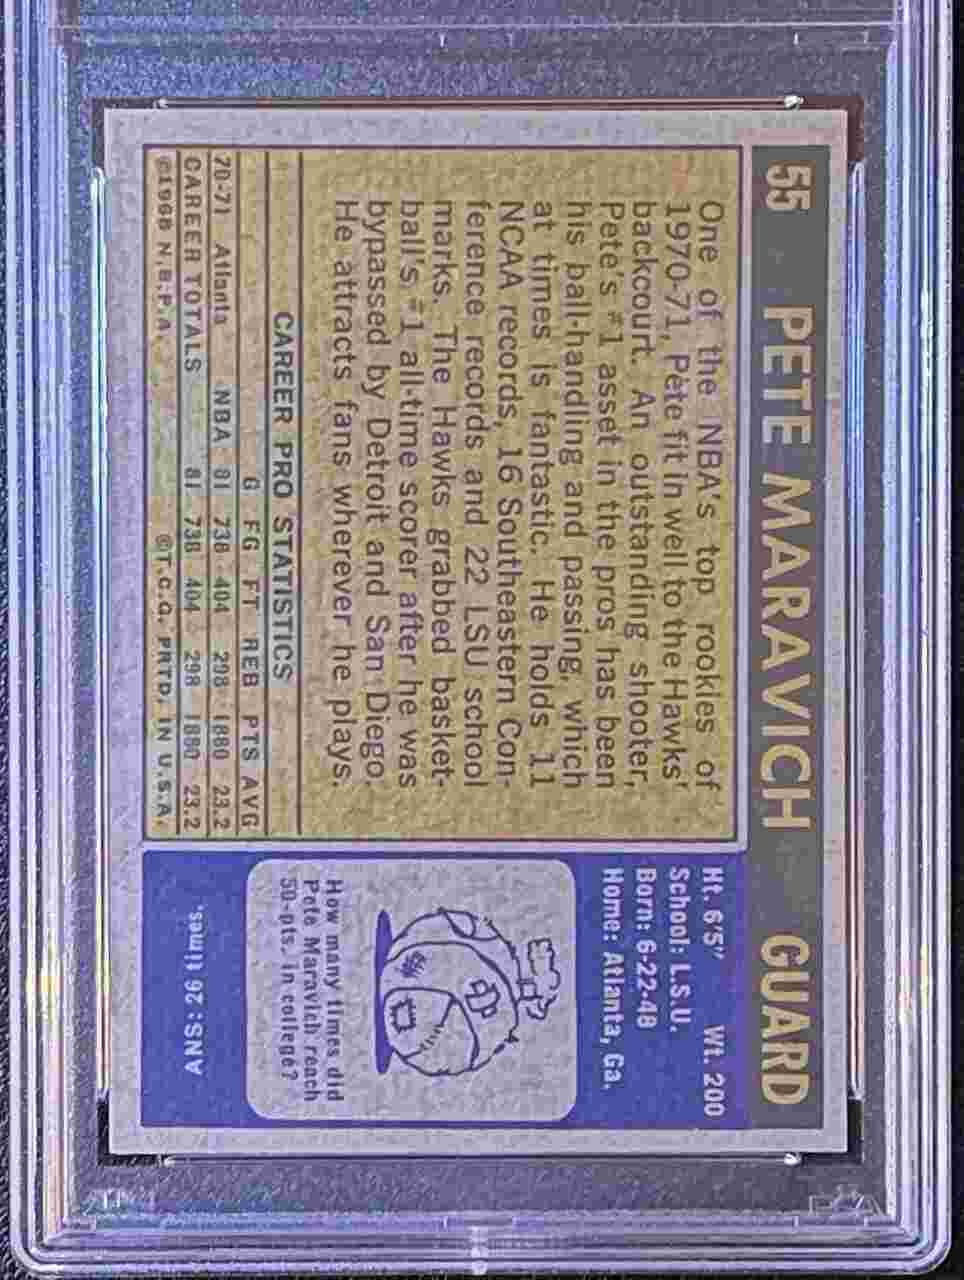 55 PETE MARAVICH GUARD
One of the NBA's top rookies of
1970-71, Pete fit in well to the Hawks'
backcourt. An outstanding shooter,
Pete's #1 asset in the pros has been
his ball-handling and passing, which
at times is fantastic. He holds 11
NCAA records, 16 Southeastern Con-
ference records and 22 LSU school
marks. The Hawks grabbed basket-
ball's #1 all-time scorer after he was
bypassed by Detroit and San Diego.
He attracts fans wherever he plays.
CAREER PRO STATISTICS
G FG FT REB PTS AVG
70-71 Atlanta NBA 81 738 404 298 1880 23.2
CAREER TOTALS 81 738 404 298 1880 23.2
©1968 N.B.P.A. ©T.C.G. PRTD. IN U.S.A.
Ht. 6'5" Wt. 200
School: L.S.U.
Born: 6-22-48
Home: Atlanta, Ga.
How many times did
Pete Maravich reach
50-pts. in college?
ANS: 26 times.
PSA